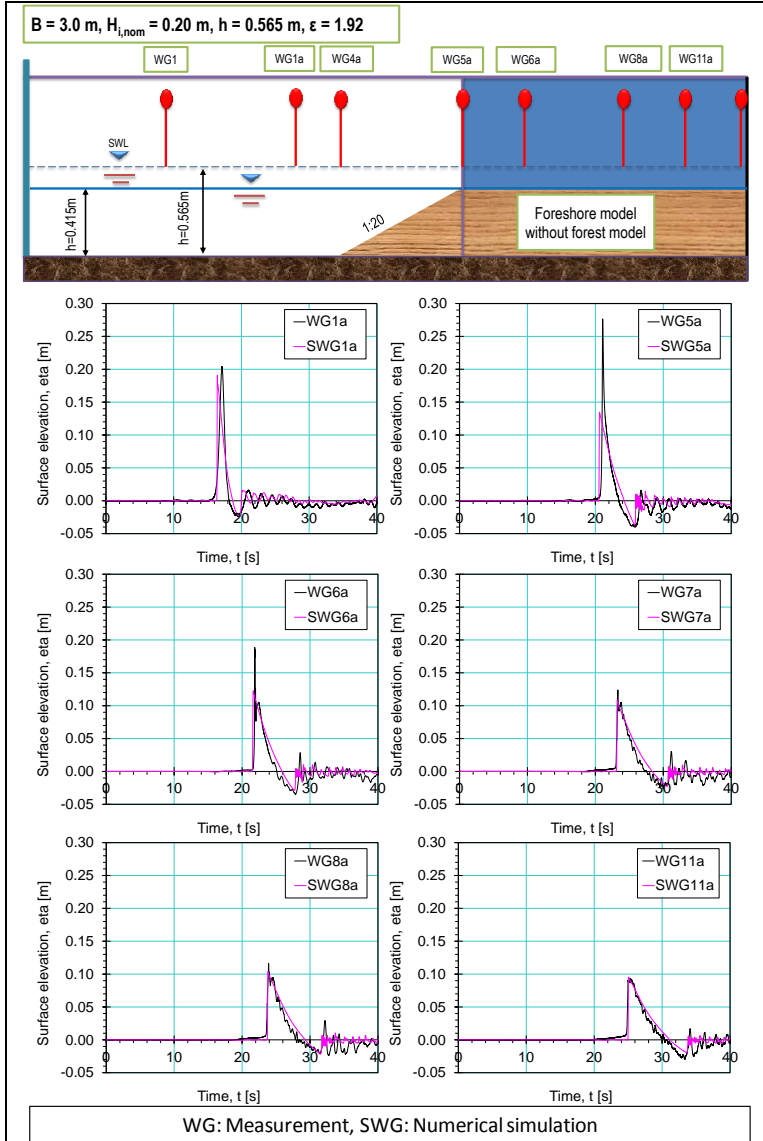 B = 3.0 m, Hi,nom = 0.20 m, h = 0.565 m, ε = 1.92
WG1 WG1a WG4a WG5a WG6a WG8a WG11a
SWL
h=0.415m
h=0.565m
1:20
Foreshore model
without forest model
Surface elevation, eta [m]
0.30
0.25
0.20
0.15
0.10
0.05
0.00
-0.05
0 10 20 30 40
Time, t [s]
WG1a
SWG1a
Surface elevation, eta [m]
0.30
0.25
0.20
0.15
0.10
0.05
0.00
-0.05
0 10 20 30 40
Time, t [s]
WG5a
SWG5a
Surface elevation, eta [m]
0.30
0.25
0.20
0.15
0.10
0.05
0.00
-0.05
0 10 20 30 40
Time, t [s]
WG6a
SWG6a
Surface elevation, eta [m]
0.30
0.25
0.20
0.15
0.10
0.05
0.00
-0.05
0 10 20 30 40
Time, t [s]
WG7a
SWG7a
Surface elevation, eta [m]
0.30
0.25
0.20
0.15
0.10
0.05
0.00
-0.05
0 10 20 30 40
Time, t [s]
WG8a
SWG8a
Surface elevation, eta [m]
0.30
0.25
0.20
0.15
0.10
0.05
0.00
-0.05
0 10 20 30 40
Time, t [s]
WG11a
SWG11a
WG: Measurement, SWG: Numerical simulation